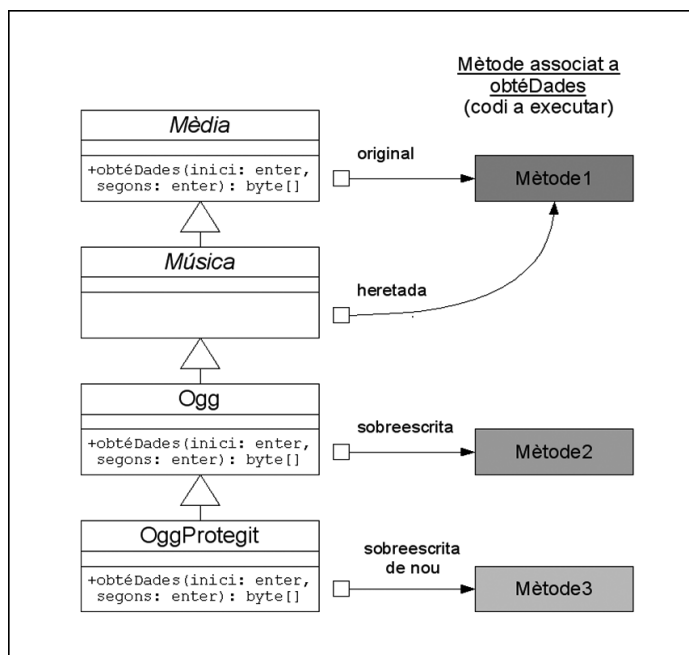 Mètode associat a
obtéDades
(codi a executar)
Mèdia
+obtéDades(inici: enter,
segons: enter): byte[]
original
Mètode1
Música
heretada
Ogg
+obtéDades(inici: enter,
segons: enter): byte[]
sobreescrita
Mètode2
OggProtegit
+obtéDades(inici: enter,
segons: enter): byte[]
sobreescrita
de nou
Mètode3